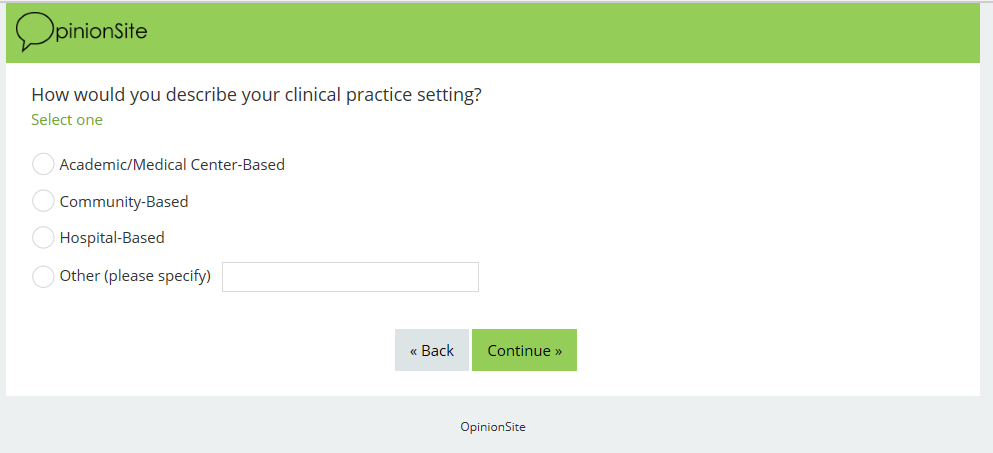 OpinionSite
How would you describe your clinical practice setting?
Select one
Academic/Medical Center-Based
Community-Based
Hospital-Based
Other (please specify)
« Back Continue »
OpinionSite